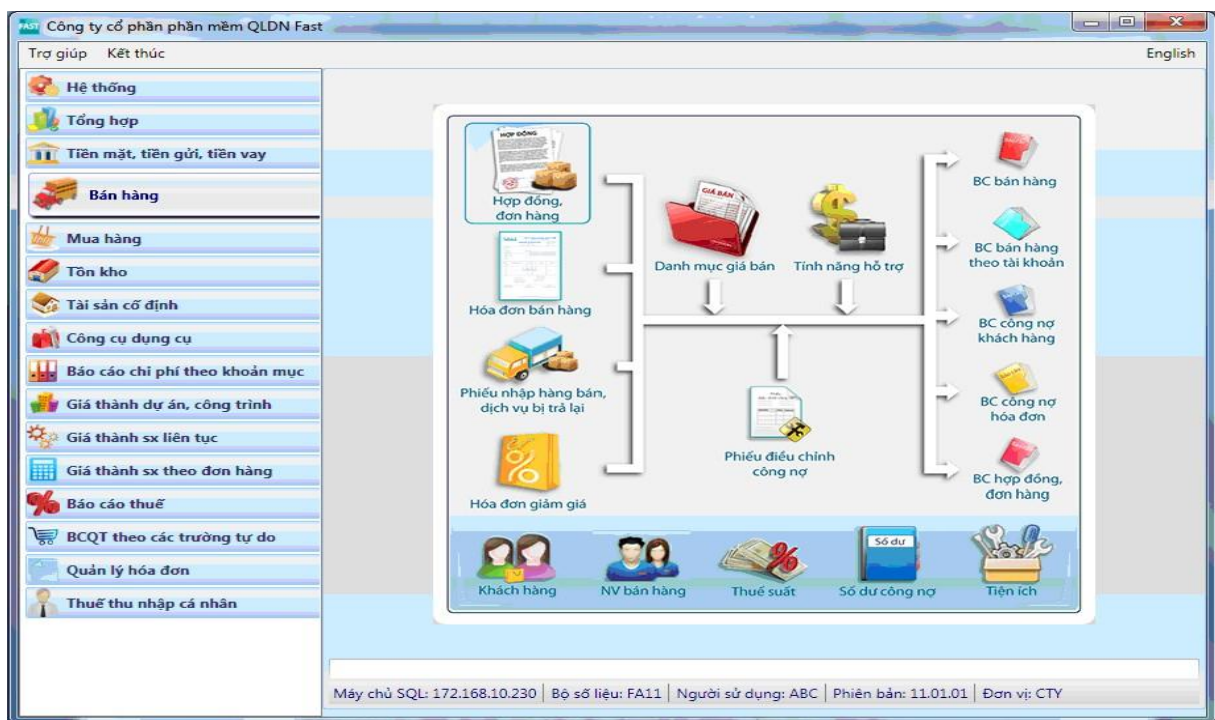 FAST Công ty cổ phần phần mềm QLDN Fast
Trợ giúp Kết thúc English
Hệ thống
Tổng hợp
Tiền mặt, tiền gửi, tiền vay
Bán hàng
Mua hàng
Tồn kho
Tài sản cố định
Công cụ dụng cụ
Báo cáo chi phí theo khoản mục
Giá thành dự án, công trình
Giá thành sx liên tục
Giá thành sx theo đơn hàng
Báo cáo thuế
BCQT theo các trường tự do
Quản lý hóa đơn
Thuế thu nhập cá nhân
HỢP ĐỒNG
Hợp đồng,
đơn hàng
Hóa đơn bán hàng
Phiếu nhập hàng bán,
dịch vụ bị trả lại
Hóa đơn giảm giá
GIÁ BÁN
Danh mục giá bán
Tính năng hỗ trợ
Phiếu điều chỉnh
công nợ
BC bán hàng
BC bán hàng
theo tài khoản
BC công nợ
khách hàng
BC công nợ
hóa đơn
BC hợp đồng,
đơn hàng
Khách hàng
NV bán hàng
Thuế suất
Số dư
Số dư công nợ
Tiện ích
Máy chủ SQL: 172.168.10.230 | Bộ số liệu: FA11 | Người sử dụng: ABC | Phiên bản: 11.01.01 | Đơn vị: CTY